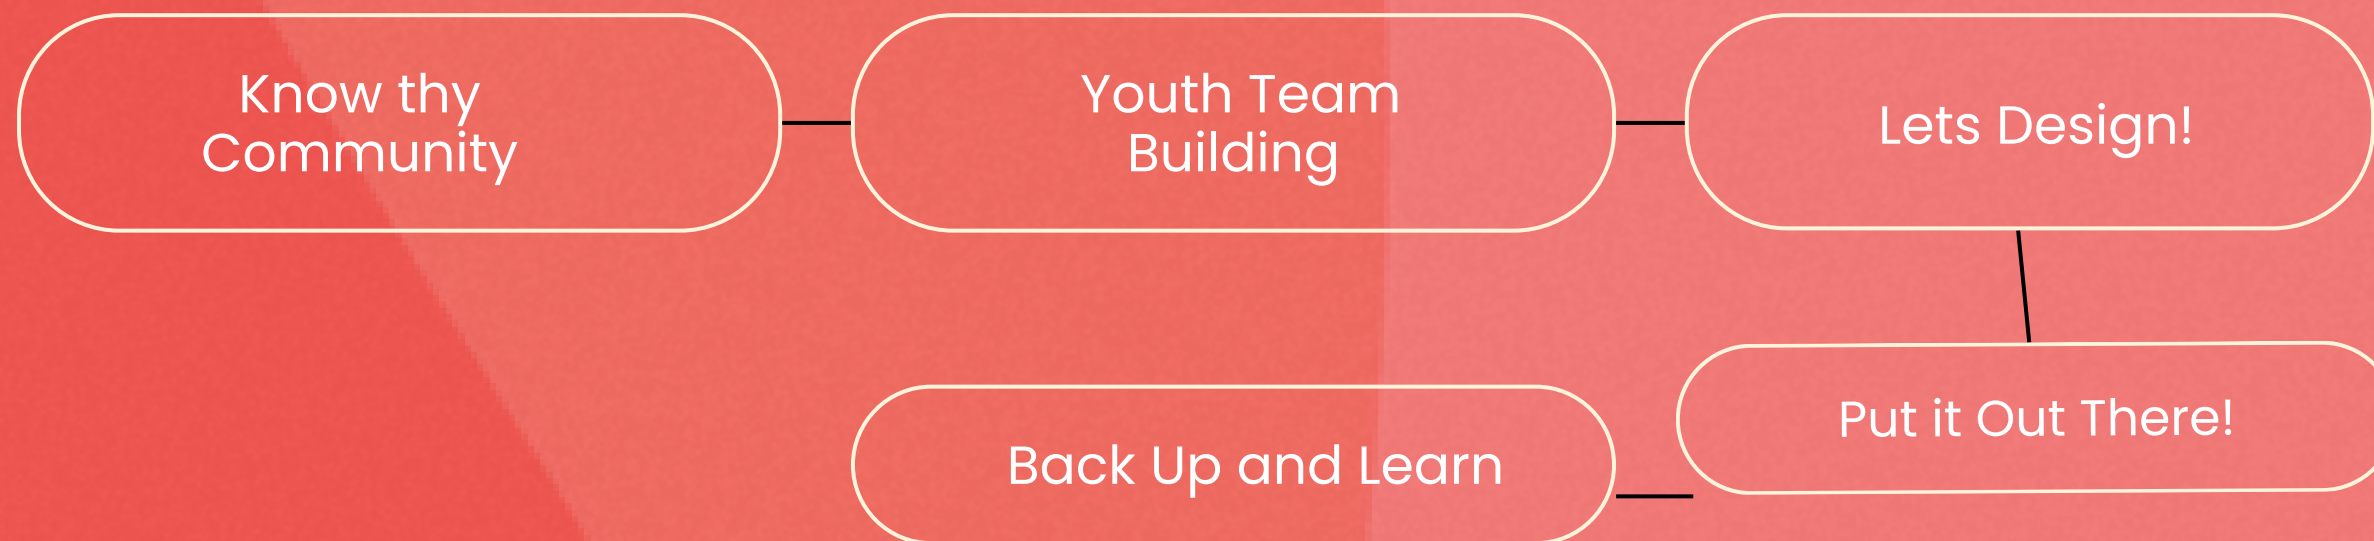 Know thy
Community
Youth Team
Building
Lets Design!
Put it Out There!
Back Up and Learn